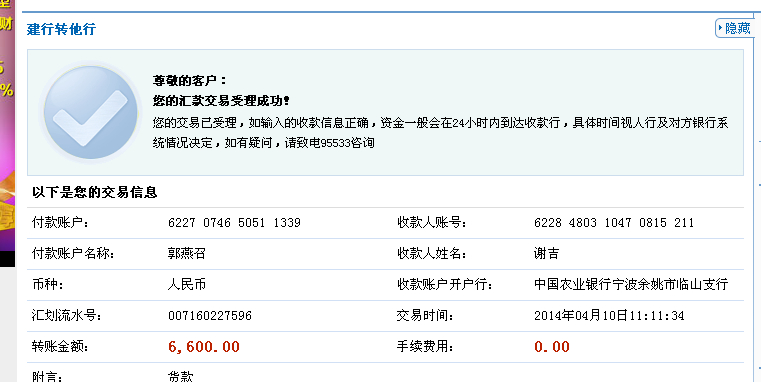 型
财
5
%
建行转他行
隐藏
尊敬的客户：
您的汇款交易受理成功！
您的交易已受理，如输入的收款信息正确，资金一般会在24小时内到达收款行，具体时间视人行及对方银行系
统情况决定，如有疑问，请致电95533咨询
以下是您的交易信息
付款账户： 6227 0746 5051 1339 收款人账号： 6228 4803 1047 0815 211
付款账户名称： 郭燕召 收款人姓名： 谢吉
币种： 人民币 收款账户开户行： 中国农业银行宁波余姚市临山支行
汇划流水号： 007160227596 交易时间： 2014年04月10日11:11:34
转账金额： 6,600.00 手续费用： 0.00
附言： 货款